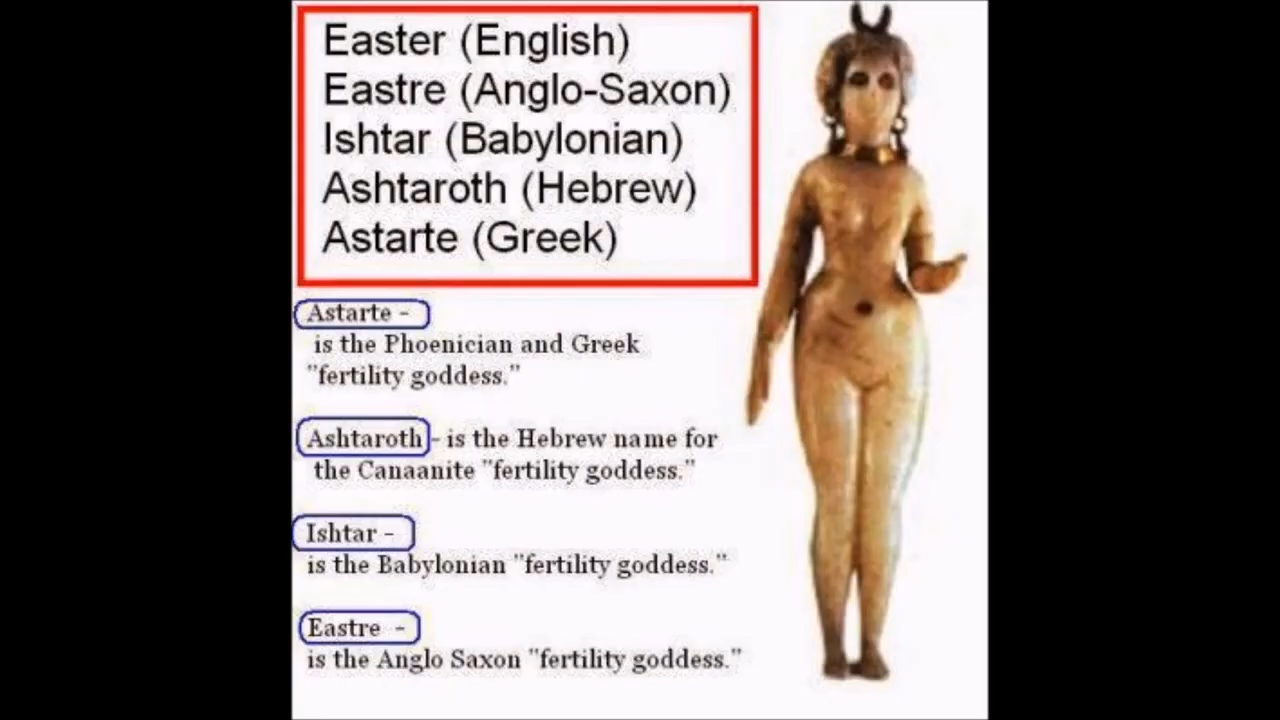 Easter (English)
Eastre (Anglo-Saxon)
Ishtar (Babylonian)
Ashtaroth (Hebrew)
Astarte (Greek)
Astarte -
is the Phoenician and Greek
"fertility goddess."
Ashtaroth - is the Hebrew name for
the Canaanite "fertility goddess."
Ishtar -
is the Babylonian "fertility goddess."
Eastre -
is the Anglo Saxon "fertility goddess."